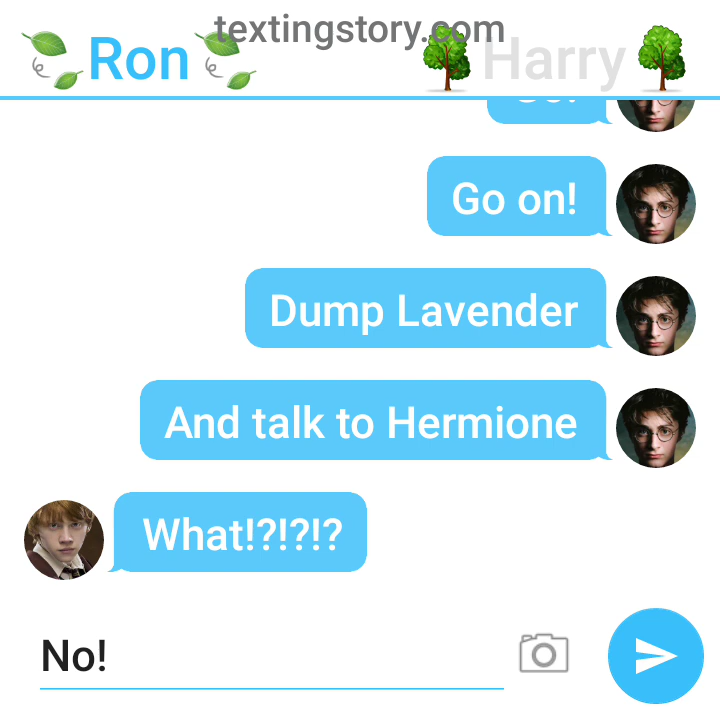 textingstory.com
Ron Harry
Go on!
Dump Lavender
And talk to Hermione
What!?!?!?
No!